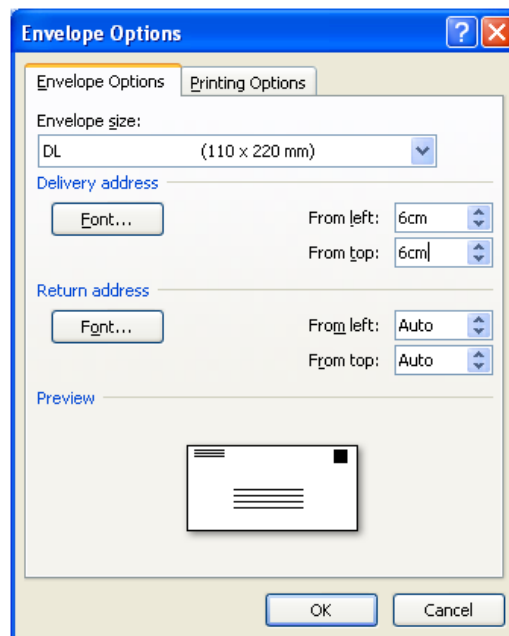 Envelope Options
Envelope Options Printing Options
Envelope size:
DL (110 x 220 mm)
Delivery address
Font... From left: 6cm
From top: 6cm
Return address
Font... From left: Auto
From top: Auto
Preview
OK Cancel